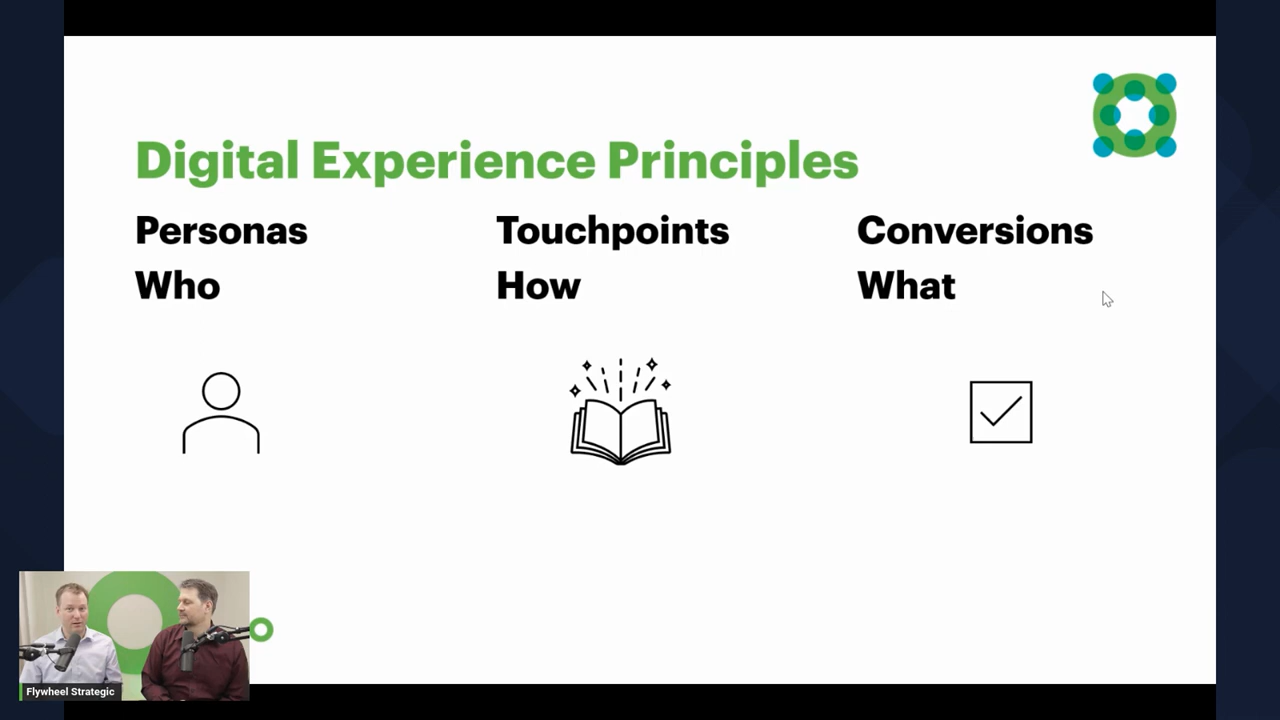 Digital Experience Principles
Personas
Who
Touchpoints
How
Conversions
What
Flywheel Strategic